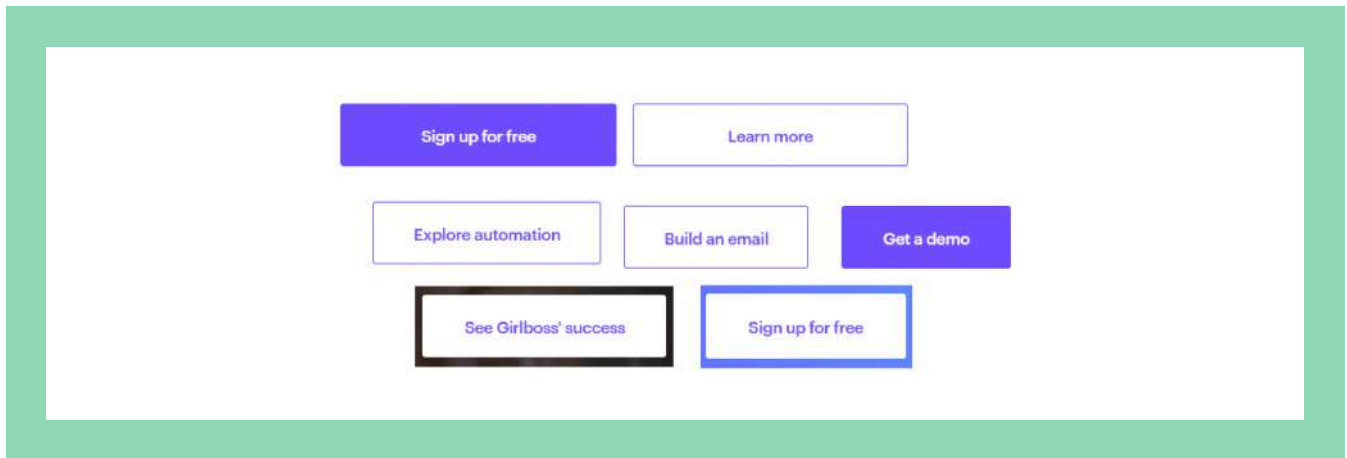 Sign up for free
Learn more
Explore automation
Build an email
Get a demo
See Girlboss' success
Sign up for free